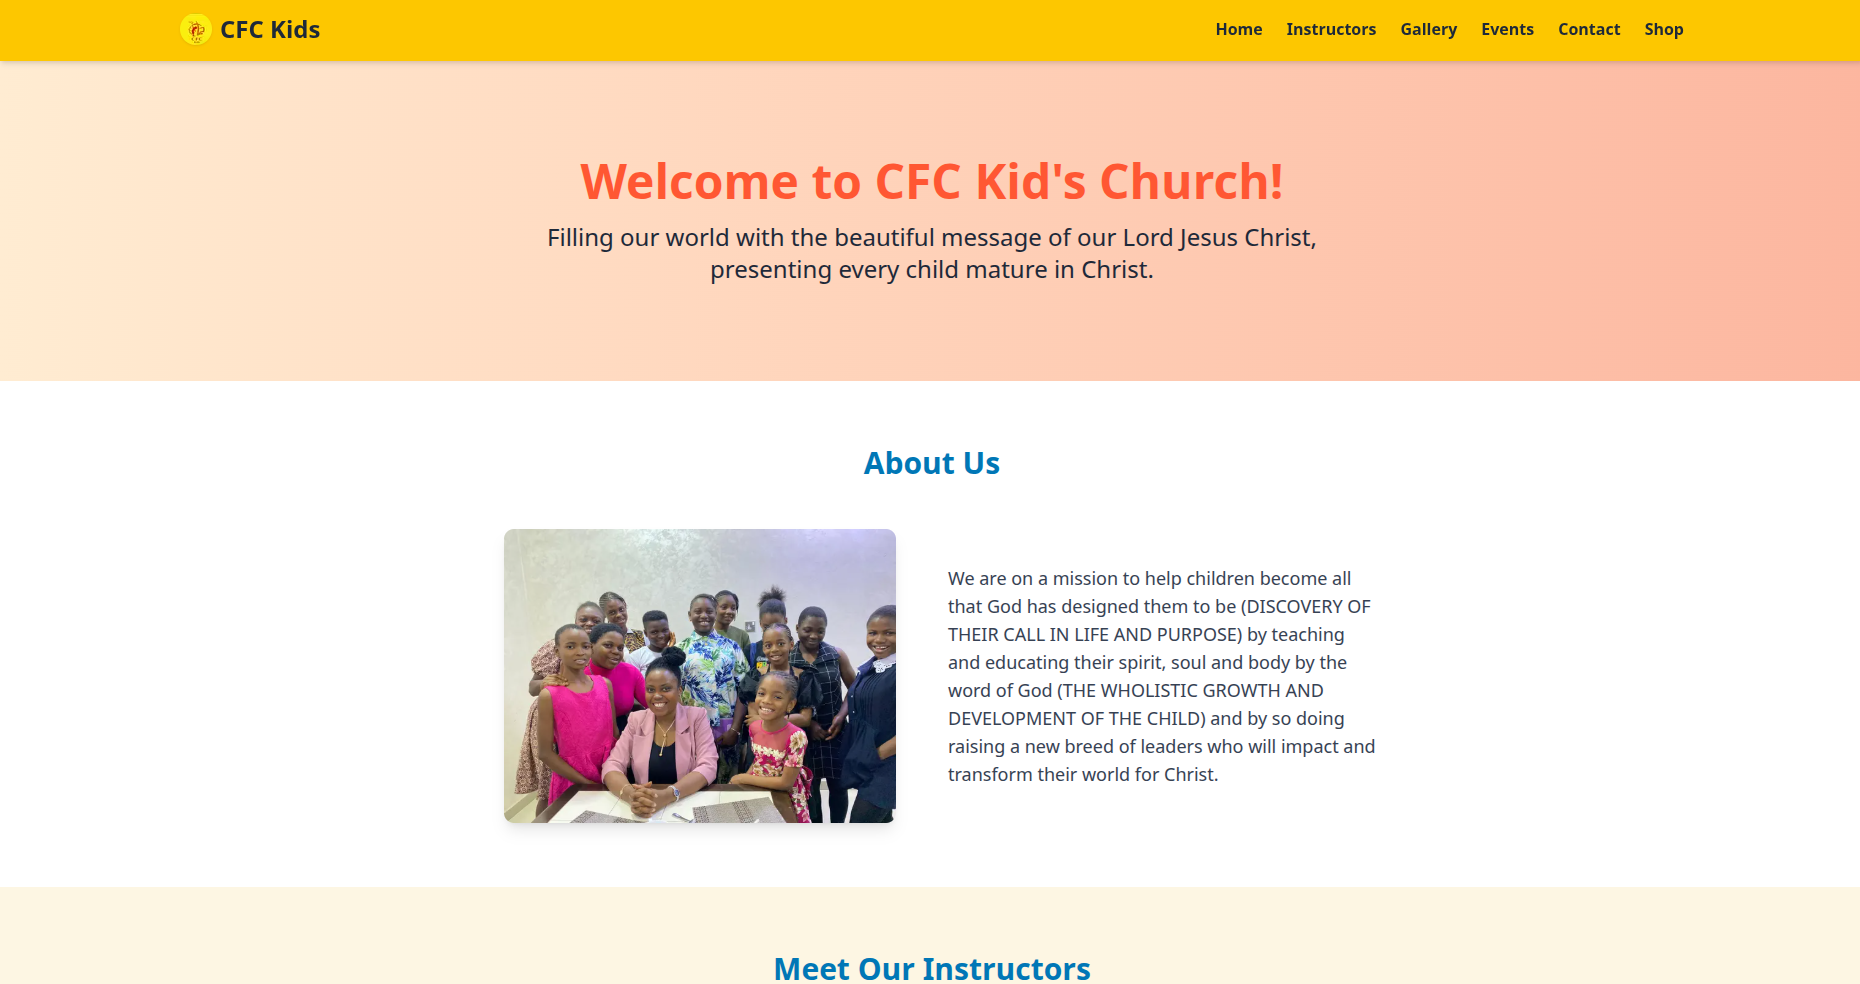 CFC Kids
Home Instructors Gallery Events Contact Shop
Welcome to CFC Kid's Church!
Filling our world with the beautiful message of our Lord Jesus Christ,
presenting every child mature in Christ.
About Us
We are on a mission to help children become all
that God has designed them to be (DISCOVERY OF
THEIR CALL IN LIFE AND PURPOSE) by teaching
and educating their spirit, soul and body by the
word of God (THE WHOLISTIC GROWTH AND
DEVELOPMENT OF THE CHILD) and by so doing
raising a new breed of leaders who will impact and
transform their world for Christ.
Meet Our Instructors